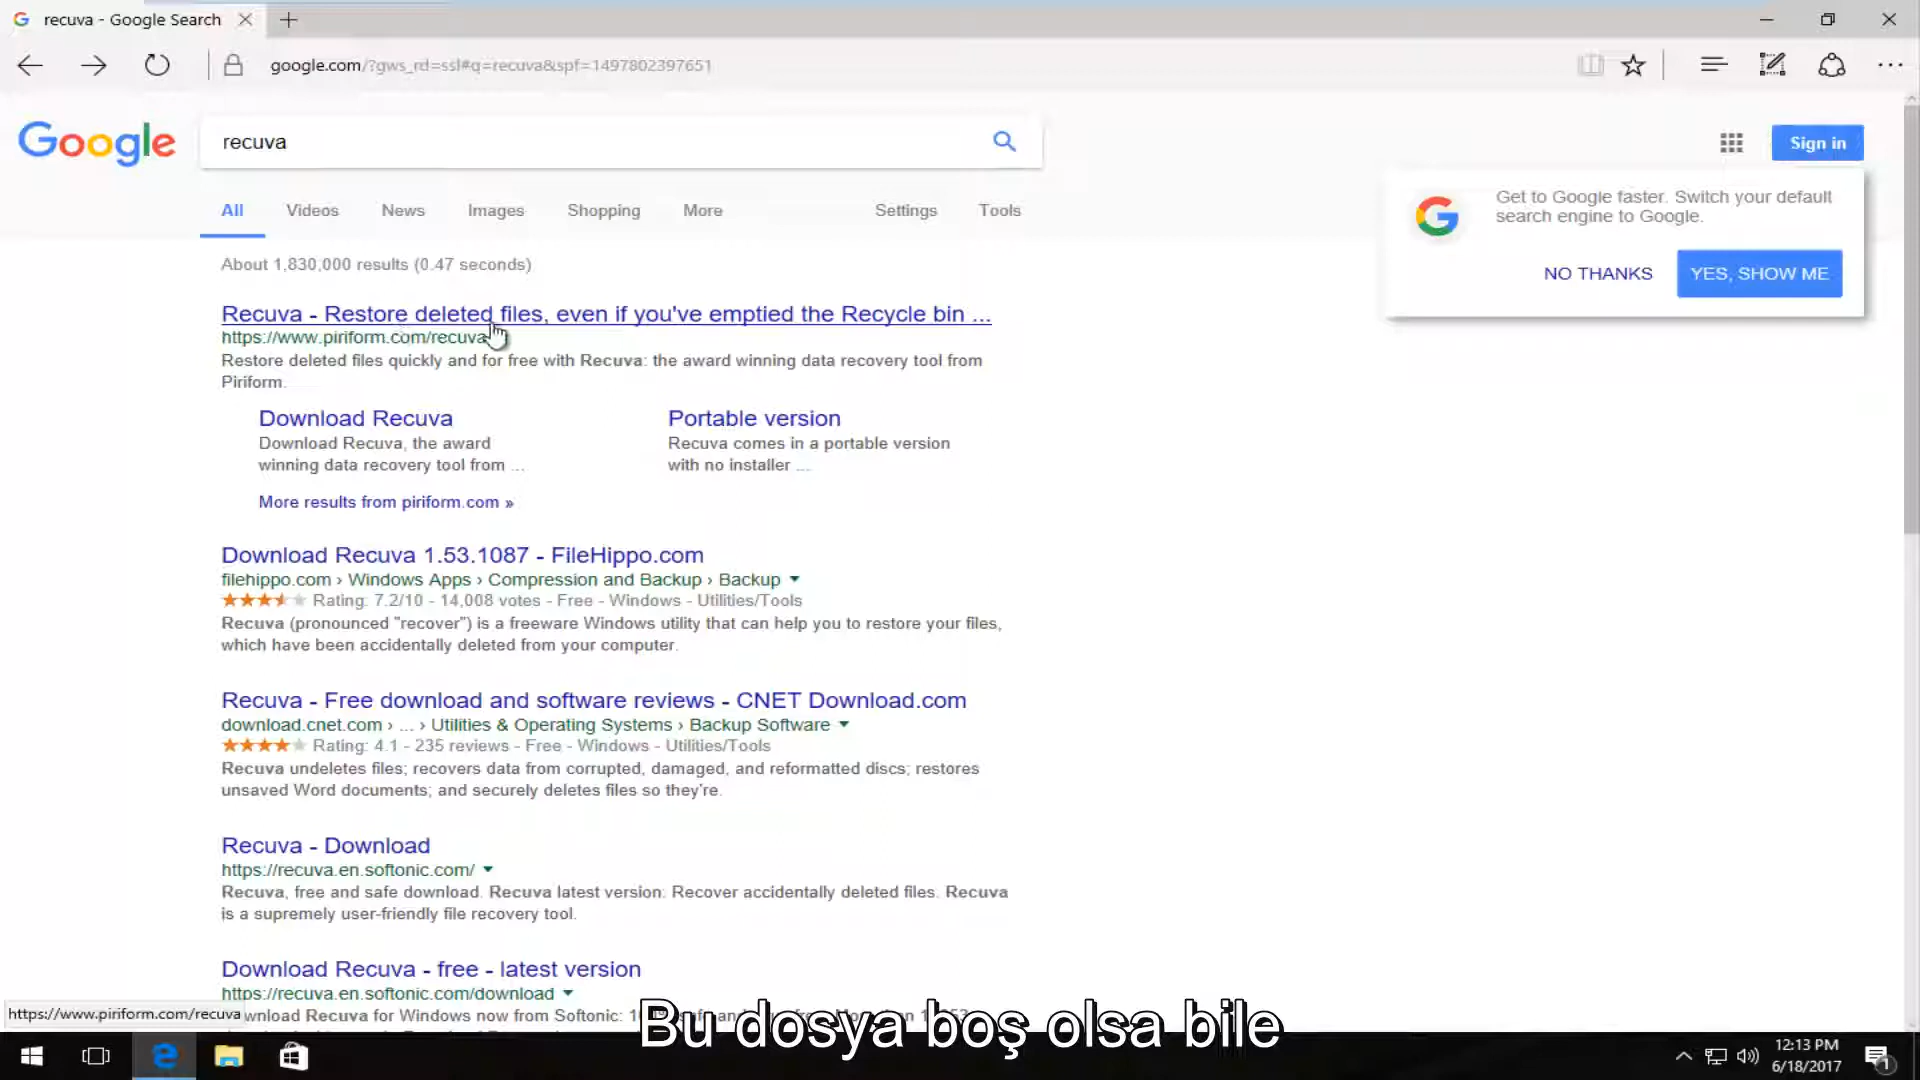 recuva - Google Search
google.com/?gws_rd=ssl#q=recuva&spf=1497802397651
Google
recuva
Sign in
All Videos News Images Shopping More Settings Tools
Get to Google faster. Switch your default
search engine to Google.
NO THANKS YES, SHOW ME
About 1,830,000 results (0.47 seconds)
Recuva - Restore deleted files, even if you've emptied the Recycle bin ...
https://www.piriform.com/recuva
Restore deleted files quickly and for free with Recuva: the award winning data recovery tool from
Piriform.
Download Recuva
Download Recuva, the award
winning data recovery tool from ...
Portable version
Recuva comes in a portable version
with no installer ...
More results from piriform.com »
Download Recuva 1.53.1087 - FileHippo.com
filehippo.com › Windows Apps › Compression and Backup › Backup
Rating: 7.2/10 - 14,008 votes - Free - Windows - Utilities/Tools
Recuva (pronounced "recover") is a freeware Windows utility that can help you to restore your files,
which have been accidentally deleted from your computer.
Recuva - Free download and software reviews - CNET Download.com
download.cnet.com › ... › Utilities & Operating Systems › Backup Software
Rating: 4.1 - 235 reviews - Free - Windows - Utilities/Tools
Recuva undeletes files; recovers data from corrupted, damaged, and reformatted discs; restores
unsaved Word documents; and securely deletes files so they're.
Recuva - Download
https://recuva.en.softonic.com/
Recuva, free and safe download. Recuva latest version: Recover accidentally deleted files. Recuva
is a supremely user-friendly file recovery tool.
Download Recuva - free - latest version
https://recuva.en.softonic.com/download
https://www.piriform.com/recuva
wnload Recuva for Windows now from Softonic:
Bu dosya boş olsa bile
12:13 PM
6/18/2017
1